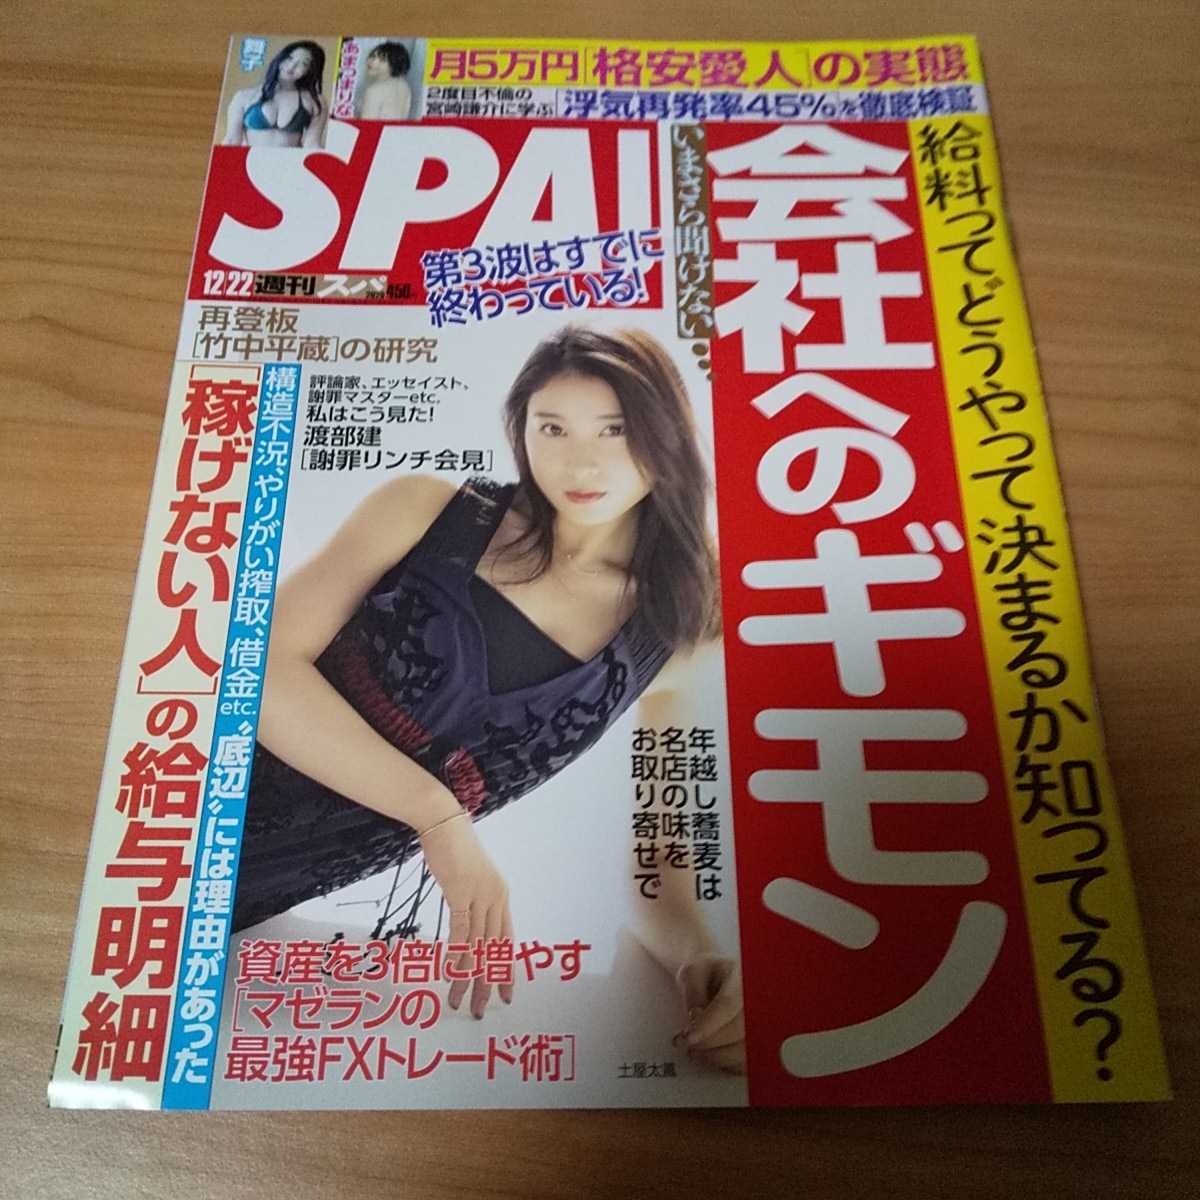 舞子
あまつまりな
月5万円[格安愛人]の実態
2度目不倫の
宮崎謙介に学ぶ
[浮気再発率45%]を徹底検証
SPA!
12/22
週刊スパ
2020
450円
第3波はすでに
終わっている!
給料ってどうやって決まるか知ってる?
いまさら聞けない…
会社へのギモン
再登板
[竹中平蔵]の研究
評論家、エッセイスト、
謝罪マスターetc.
私はこう見た!
渡部建
[謝罪リンチ会見]
構造不況、やりがい搾取、借金etc.“底辺”には理由があった
[稼げない人]の給与明細
年越し蕎麦は
名店の味を
お取り寄せで
資産を3倍に増やす
[マゼランの
最強FXトレード術]
土屋太鳳